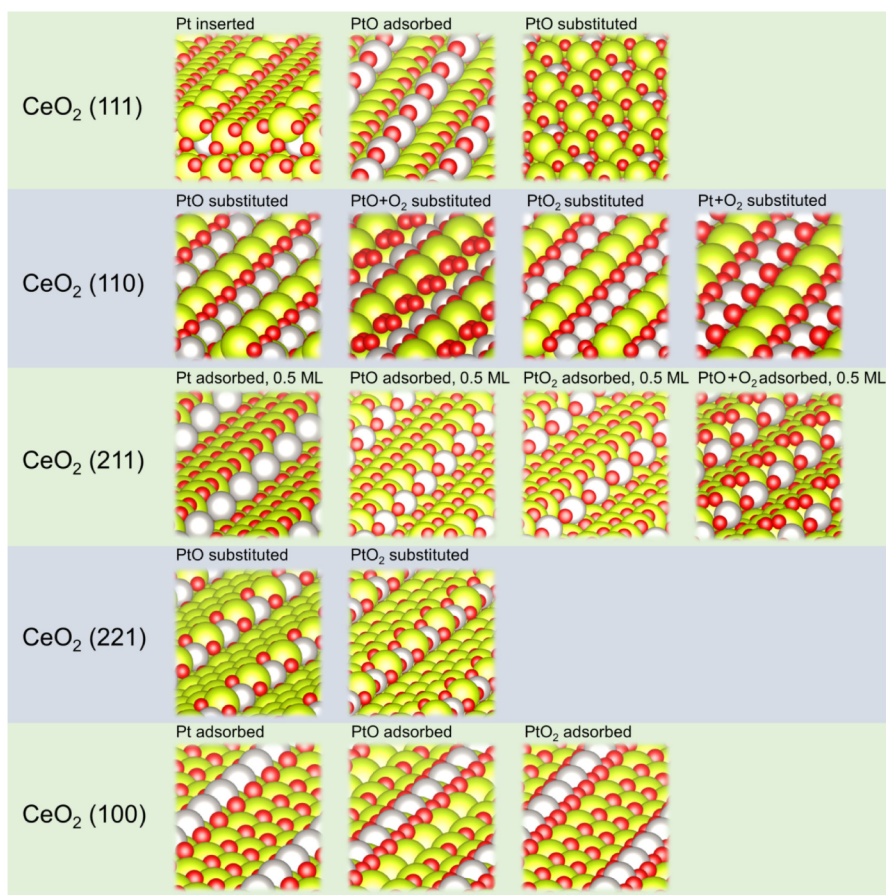 Pt inserted PtO adsorbed PtO substituted
CeO₂ (111)
PtO substituted PtO+O₂ substituted PtO₂ substituted Pt+O₂ substituted
CeO₂ (110)
Pt adsorbed, 0.5 ML PtO adsorbed, 0.5 ML PtO₂ adsorbed, 0.5 ML PtO+O₂ adsorbed, 0.5 ML
CeO₂ (211)
PtO substituted PtO₂ substituted
CeO₂ (221)
Pt adsorbed PtO adsorbed PtO₂ adsorbed
CeO₂ (100)